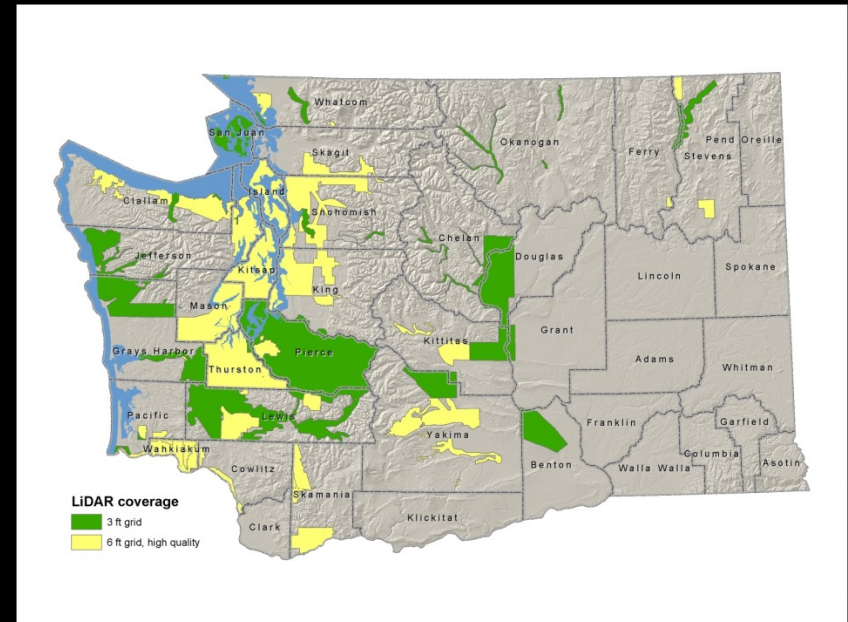 Whatcom
San Juan
Okanogan
Pend Oreille
Ferry
Stevens
Skagit
Island
Clallam
Snohomish
Chelan
Jefferson
Douglas
Kitsap
Lincoln
Spokane
King
Mason
Grant
Kittitas
Grays Harbor
Pierce
Adams
Thurston
Whitman
Pacific
Lewis
Franklin
Garfield
Yakima
Wahkiakum
Columbia
Cowlitz
Benton
Walla Walla
Asotin
Skamania
Klickitat
Clark
LiDAR coverage
3 ft grid
6 ft grid, high quality